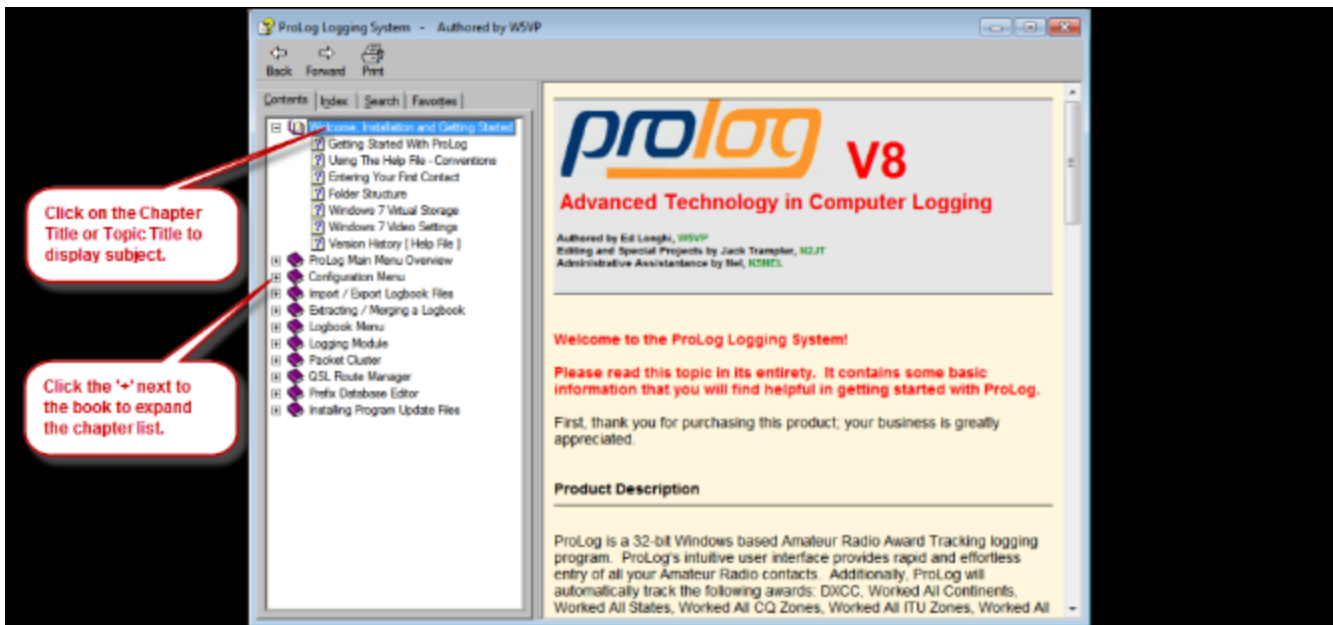 ProLog Logging System - Authored by W5VP
Back Forward Print
Contents Index Search Favorites
Welcome, Installation and Getting Started
Getting Started With ProLog
Using The Help File - Conventions
Entering Your First Contact
Folder Structure
Windows 7 Virtual Storage
Windows 7 Video Settings
Version History [ Help File ]
ProLog Main Menu Overview
Configuration Menu
Import / Export Logbook Files
Extracting / Merging a Logbook
Logbook Menu
Logging Module
Packet Cluster
QSL Route Manager
Prefix Database Editor
Installing Program Update Files
Click on the Chapter
Title or Topic Title to
display subject.
Click the '+' next to
the book to expand
the chapter list.
prolog V8
Advanced Technology in Computer Logging
Authored by Ed Longhi, W5VP
Editing and Special Projects by Jack Trampler, N2JT
Administrative Assistantance by Nel, K5NEL
Welcome to the ProLog Logging System!
Please read this topic in its entirety. It contains some basic
information that you will find helpful in getting started with ProLog.
First, thank you for purchasing this product; your business is greatly
appreciated.
Product Description
ProLog is a 32-bit Windows based Amateur Radio Award Tracking logging
program. ProLog's intuitive user interface provides rapid and effortless
entry of all your Amateur Radio contacts. Additionally, ProLog will
automatically track the following awards: DXCC, Worked All Continents,
Worked All States, Worked All CQ Zones, Worked All ITU Zones, Worked All